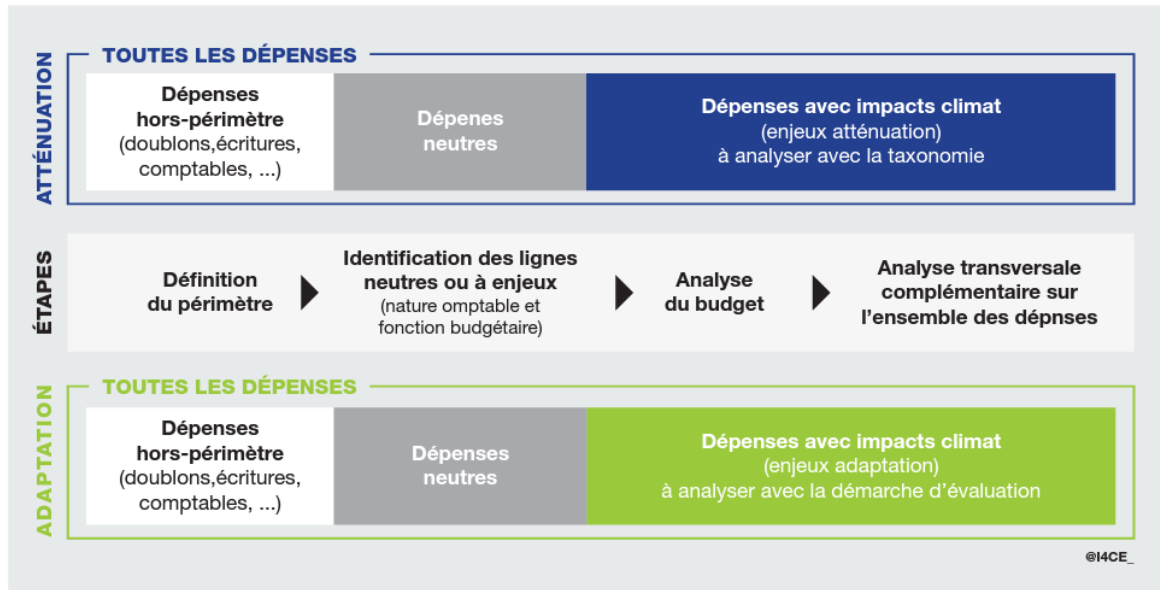 ATTÉNUATION
TOUTES LES DÉPENSES
Dépenses
hors-périmètre
(doublons,écritures,
comptables, ...)
Dépenes
neutres
Dépenses avec impacts climat
(enjeux atténuation)
à analyser avec la taxonomie
ÉTAPES
Définition
du périmètre
Identification des lignes
neutres ou à enjeux
(nature omptable et
fonction budgétaire)
Analyse
du budget
Analyse transversale
complémentaire sur
l'ensemble des dépnses
ADAPTATION
TOUTES LES DÉPENSES
Dépenses
hors-périmètre
(doublons,écritures,
comptables, ...)
Dépenses
neutres
Dépenses avec impacts climat
(enjeux adaptation)
à analyser avec la démarche d'évaluation
@I4CE_